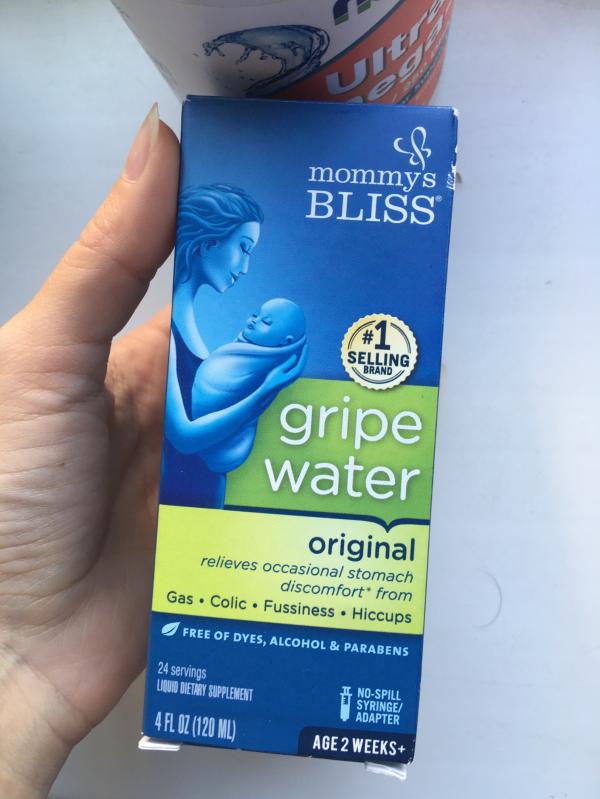 Ultra
mommy's
BLISS®
#1
SELLING
BRAND
gripe
water
original
relieves occasional stomach
discomfort* from
Gas • Colic • Fussiness • Hiccups
FREE OF DYES, ALCOHOL & PARABENS
24 servings
LIQUID DIETARY SUPPLEMENT
4 FL OZ (120 ML)
NO-SPILL
SYRINGE/
ADAPTER
AGE 2 WEEKS+